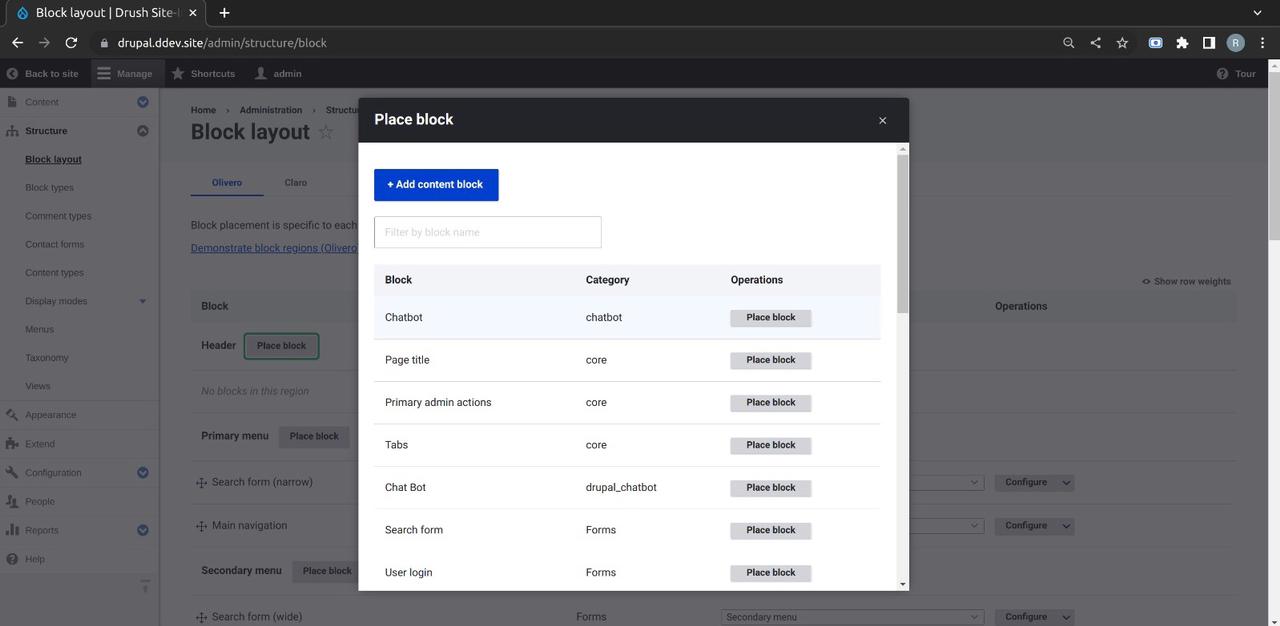 Block layout | Drush Site-
drupal.ddev.site/admin/structure/block
R
Back to site
Manage
Shortcuts
admin
Tour
Content
Structure
Block layout
Block types
Comment types
Contact forms
Content types
Display modes
Menus
Taxonomy
Views
Appearance
Extend
Configuration
People
Reports
Help
Home › Administration ›
Block layout
Olivero Claro
Block placement is specific to each
Demonstrate block regions (Olivero
Show row weights
Block Operations
Header Place block
No blocks in this region
Primary menu Place block
Search form (narrow) Configure
Main navigation Configure
Secondary menu Place block
Search form (wide) Forms Secondary menu Configure
Place block
+ Add content block
Filter by block name
Block Category Operations
Chatbot chatbot Place block
Page title core Place block
Primary admin actions core Place block
Tabs core Place block
Chat Bot drupal_chatbot Place block
Search form Forms Place block
User login Forms Place block